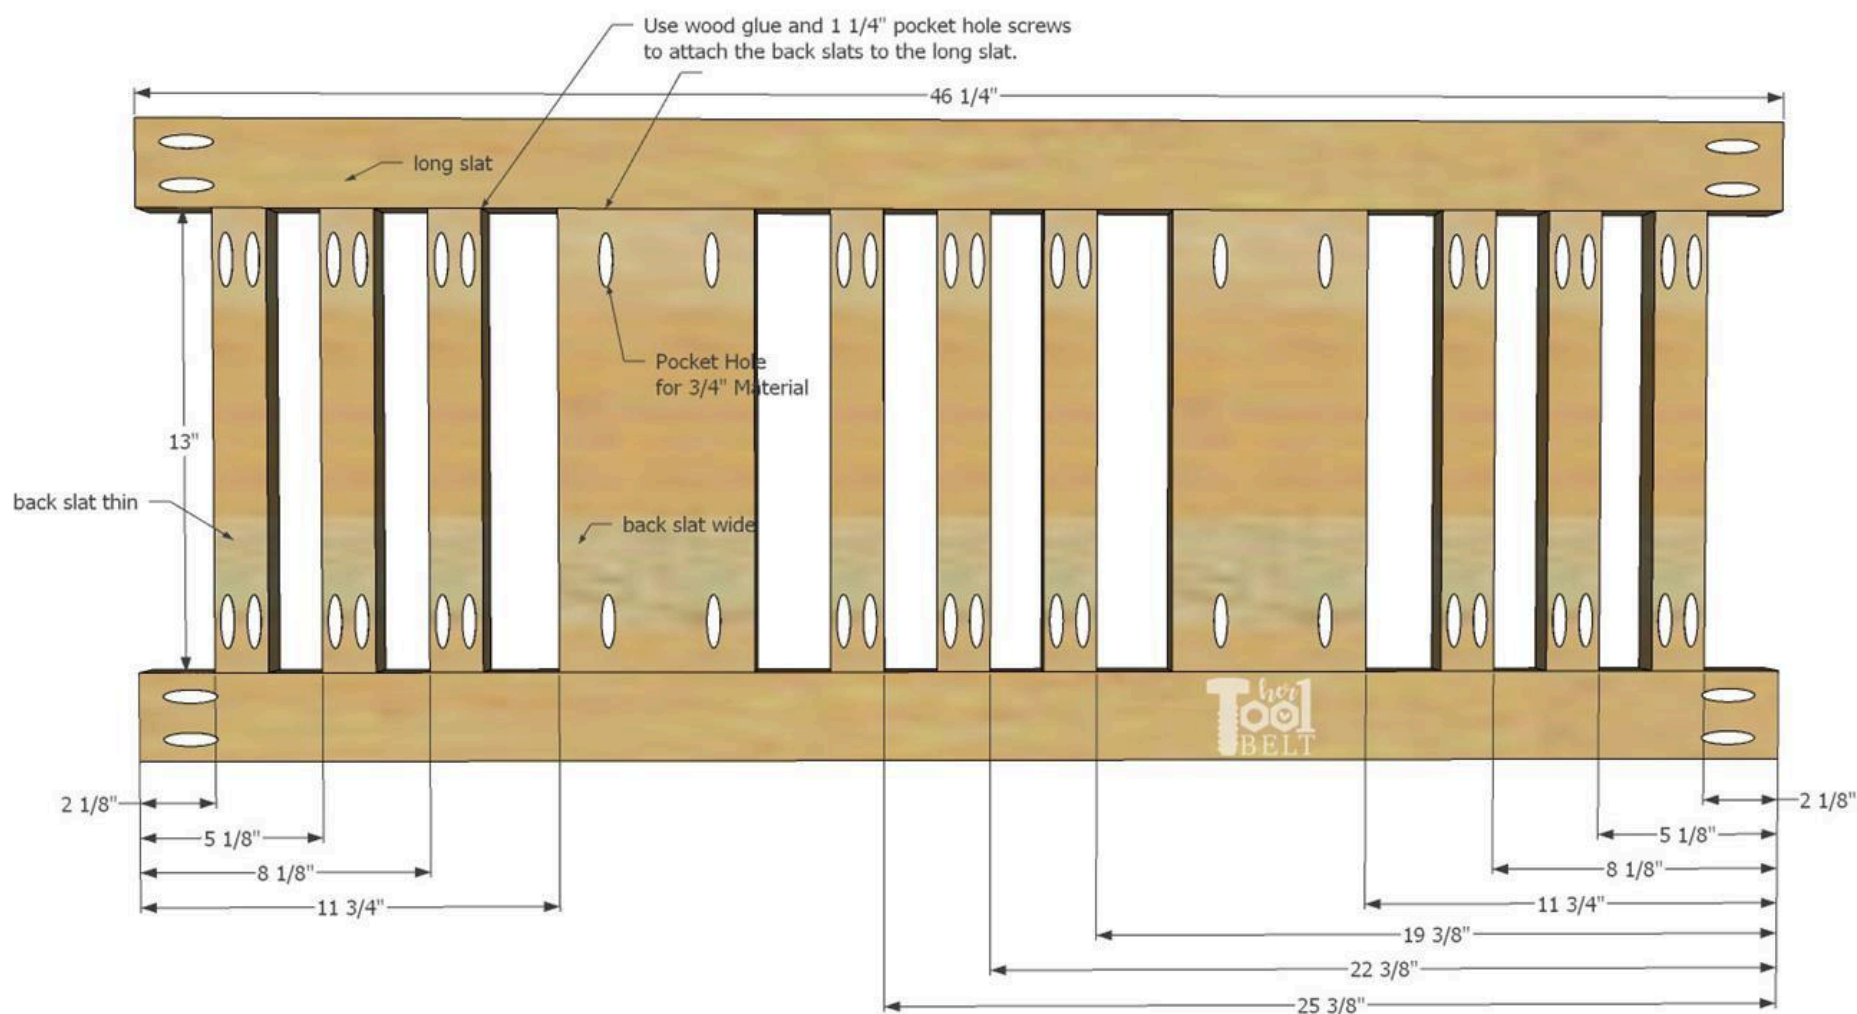 Use wood glue and 1 1/4" pocket hole screws
to attach the back slats to the long slat.
46 1/4"
long slat
Pocket Hole
for 3/4" Material
13"
back slat thin
back slat wide
her
Tool
BELT
2 1/8"
2 1/8"
5 1/8"
5 1/8"
8 1/8"
8 1/8"
11 3/4"
11 3/4"
19 3/8"
22 3/8"
25 3/8"